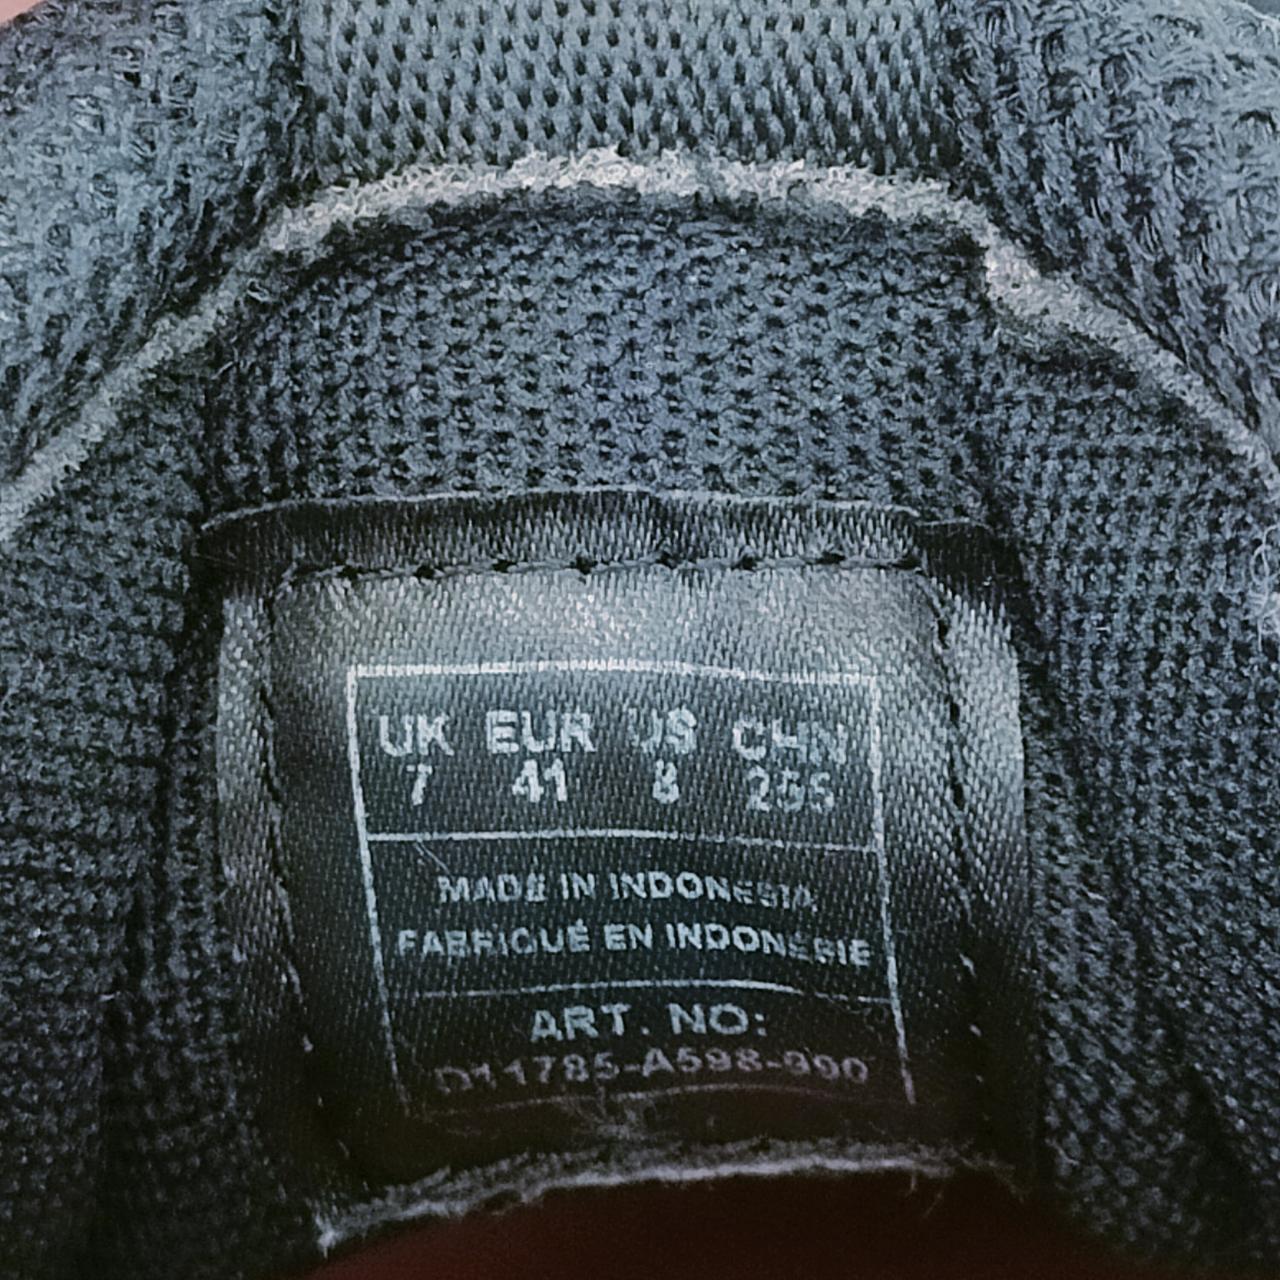 UK EUR US CHN
7 41 8 255
MADE IN INDONESIA
FABRIQUÉ EN INDONÉSIE
ART. NO:
D11785-A598-990